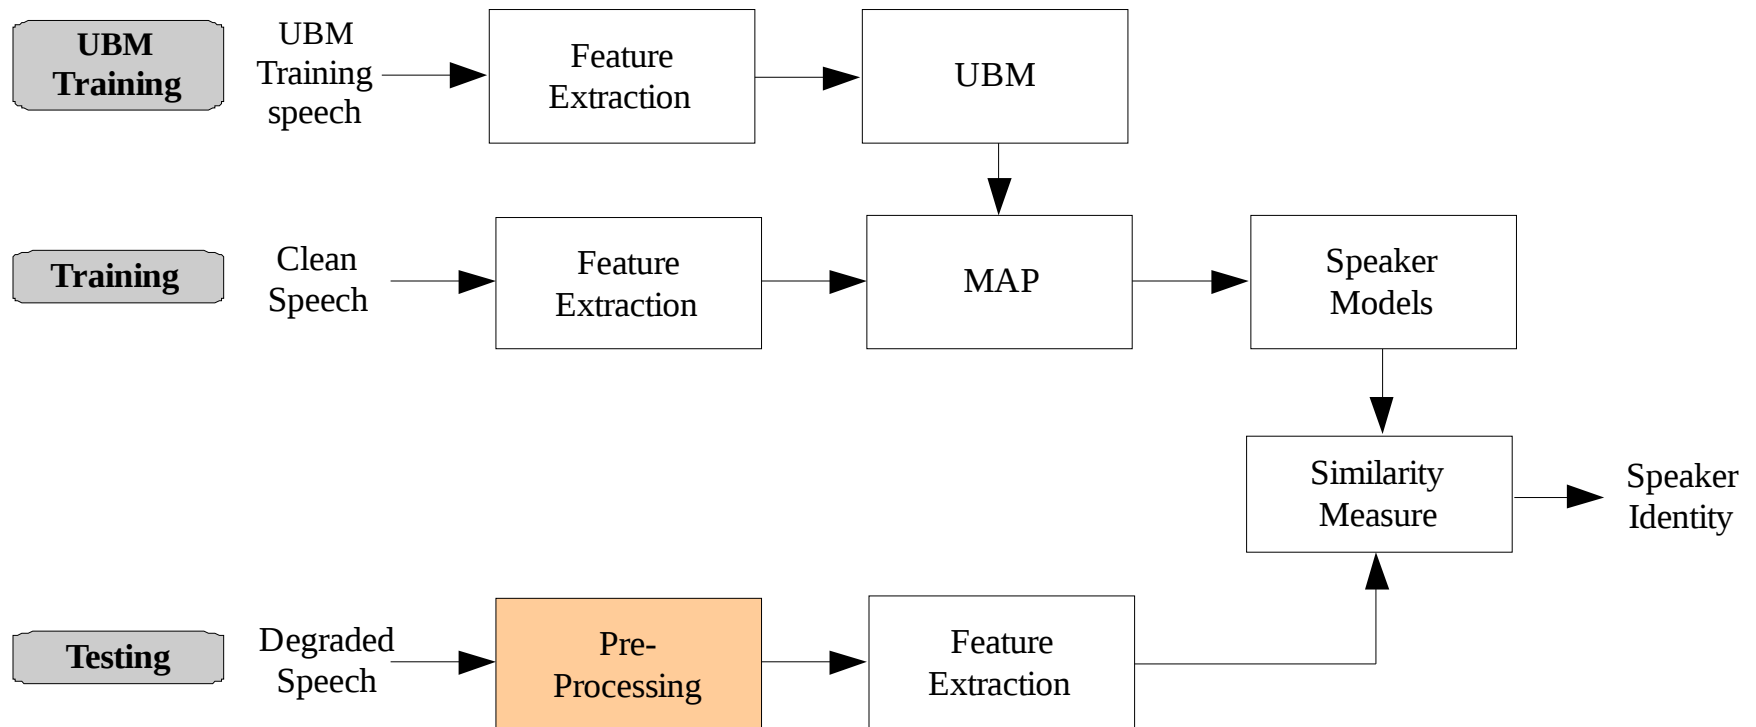 UBM
Training
UBM
Training
speech
Feature
Extraction
UBM
Training
Clean
Speech
Feature
Extraction
MAP
Speaker
Models
Similarity
Measure
Speaker
Identity
Testing
Degraded
Speech
Pre-
Processing
Feature
Extraction